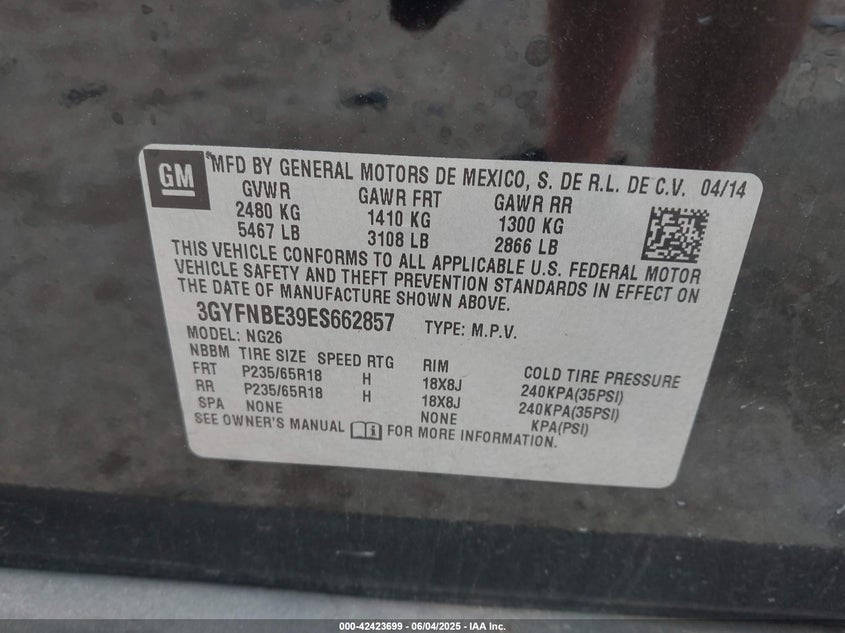 GM
*MFD BY GENERAL MOTORS DE MEXICO, S. DE R.L. DE C.V. 04/14
GVWR GAWR FRT GAWR RR
2480 KG 1410 KG 1300 KG
5467 LB 3108 LB 2866 LB
THIS VEHICLE CONFORMS TO ALL APPLICABLE U.S. FEDERAL MOTOR
VEHICLE SAFETY AND THEFT PREVENTION STANDARDS IN EFFECT ON
THE DATE OF MANUFACTURE SHOWN ABOVE.
3GYFNBE39ES662857 TYPE: M.P.V.
MODEL: NG26
NBBM TIRE SIZE SPEED RTG RIM COLD TIRE PRESSURE
FRT P235/65R18 H 18X8J 240KPA(35PSI)
RR P235/65R18 H 18X8J 240KPA(35PSI)
SPA NONE NONE KPA(PSI)
SEE OWNER'S MANUAL i FOR MORE INFORMATION.
000-42423699 - 06/04/2025 - IAA Inc.